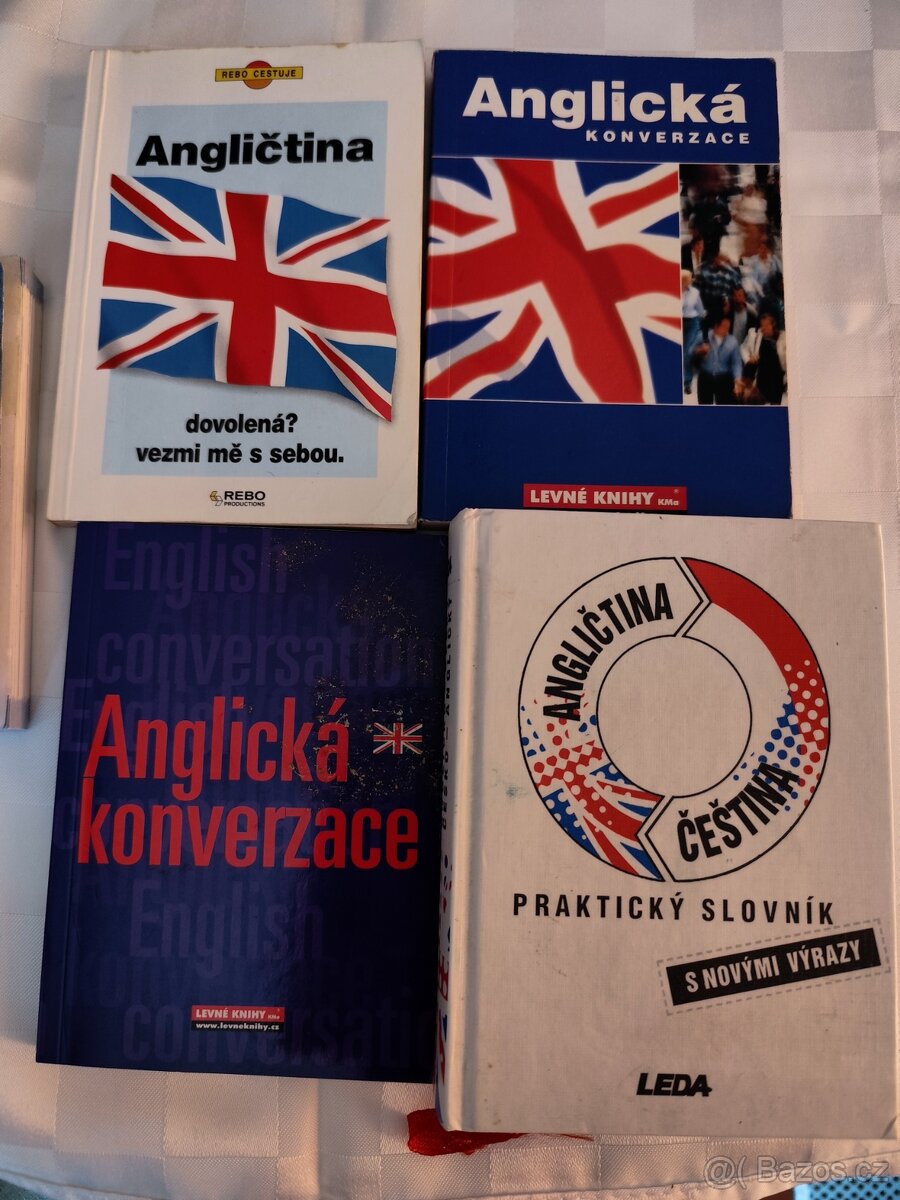 REBO CESTUJE
Angličtina
dovolená?
vezmi mě s sebou.
REBO
PRODUCTIONS
Anglická
KONVERZACE
LEVNÉ KNIHY KMa
English
conversation
Anglická
konverzace
English
LEVNÉ KNIHY KMa
www.levneknihy.cz
ANGLIČTINA
ČEŠTINA
PRAKTICKÝ SLOVNÍK
S NOVÝMI VÝRAZY
LEDA
@( Bazos.cz